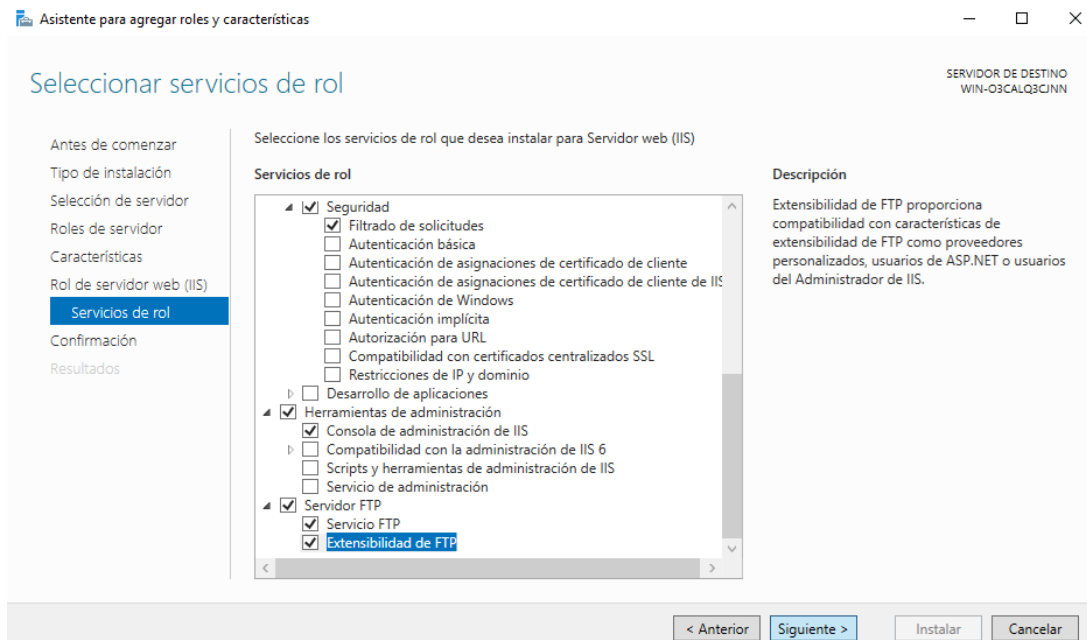 Asistente para agregar roles y características
Seleccionar servicios de rol
SERVIDOR DE DESTINO
WIN-O3CALQ3CJNN
Antes de comenzar
Tipo de instalación
Selección de servidor
Roles de servidor
Características
Rol de servidor web (IIS)
Servicios de rol
Confirmación
Resultados
Seleccione los servicios de rol que desea instalar para Servidor web (IIS)
Servicios de rol
Seguridad
Filtrado de solicitudes
Autenticación básica
Autenticación de asignaciones de certificado de cliente
Autenticación de asignaciones de certificado de cliente de IIS
Autenticación de Windows
Autenticación implícita
Autorización para URL
Compatibilidad con certificados centralizados SSL
Restricciones de IP y dominio
Desarrollo de aplicaciones
Herramientas de administración
Consola de administración de IIS
Compatibilidad con la administración de IIS 6
Scripts y herramientas de administración de IIS
Servicio de administración
Servidor FTP
Servicio FTP
Extensibilidad de FTP
Descripción
Extensibilidad de FTP proporciona
compatibilidad con características de
extensibilidad de FTP como proveedores
personalizados, usuarios de ASP.NET o usuarios
del Administrador de IIS.
< Anterior
Siguiente >
Instalar
Cancelar